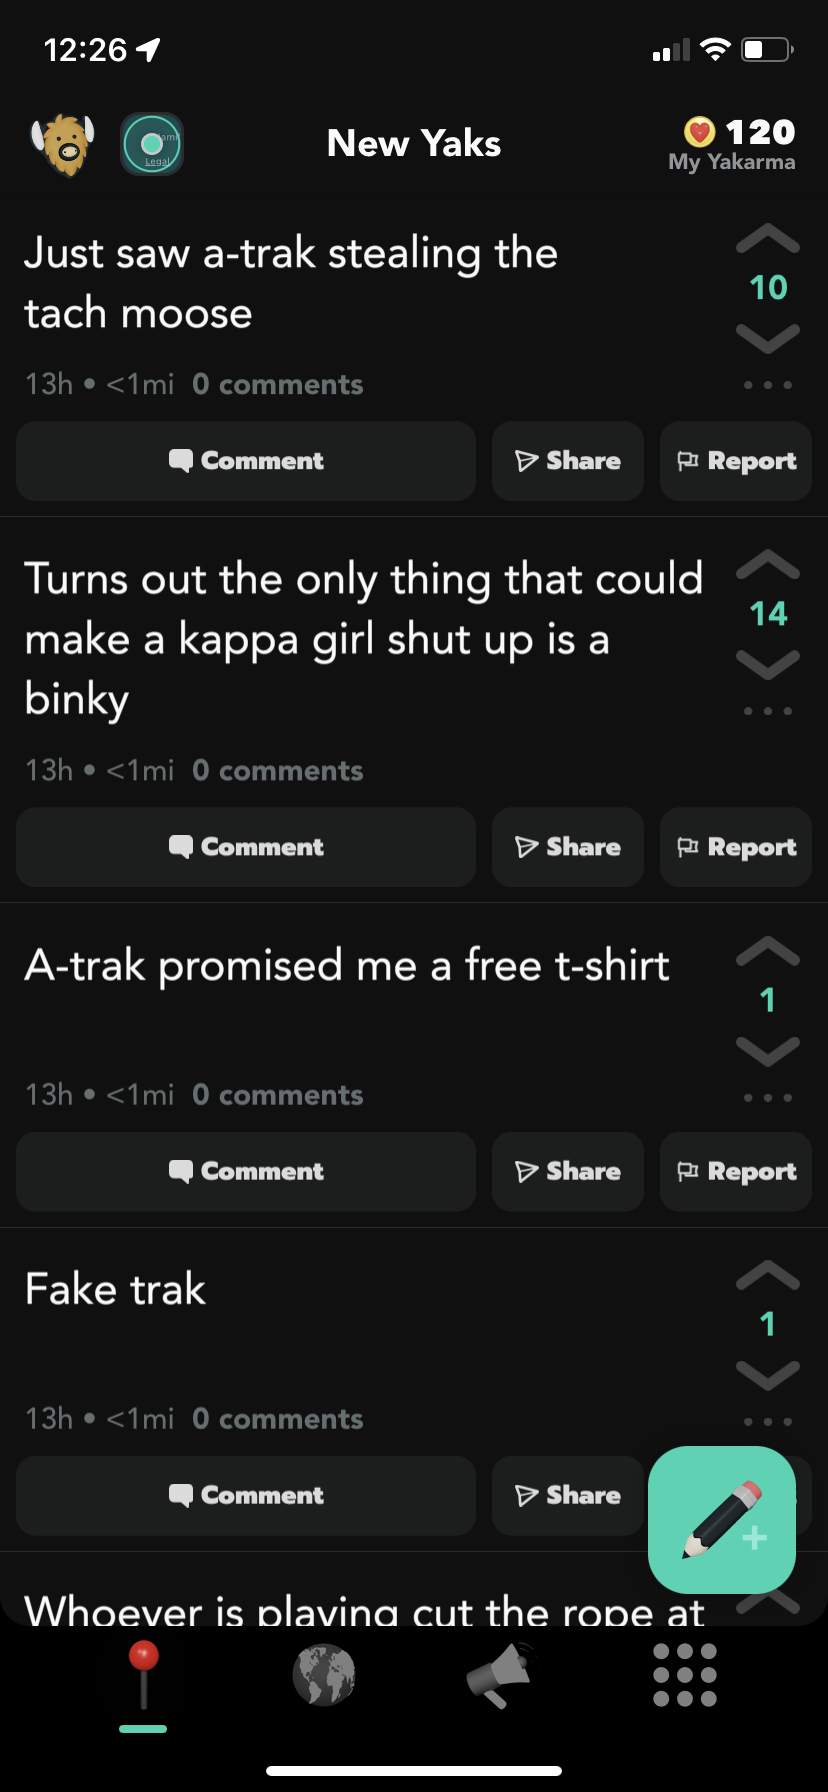 12:26
New Yaks
120
My Yakarma
Legal
Just saw a-trak stealing the
tach moose
10
13h • <1mi 0 comments
Comment
Share
Report
Turns out the only thing that could
make a kappa girl shut up is a
binky
14
13h • <1mi 0 comments
Comment
Share
Report
A-trak promised me a free t-shirt
1
13h • <1mi 0 comments
Comment
Share
Report
Fake trak
1
13h • <1mi 0 comments
Comment
Share
Whoever is playing cut the rope at